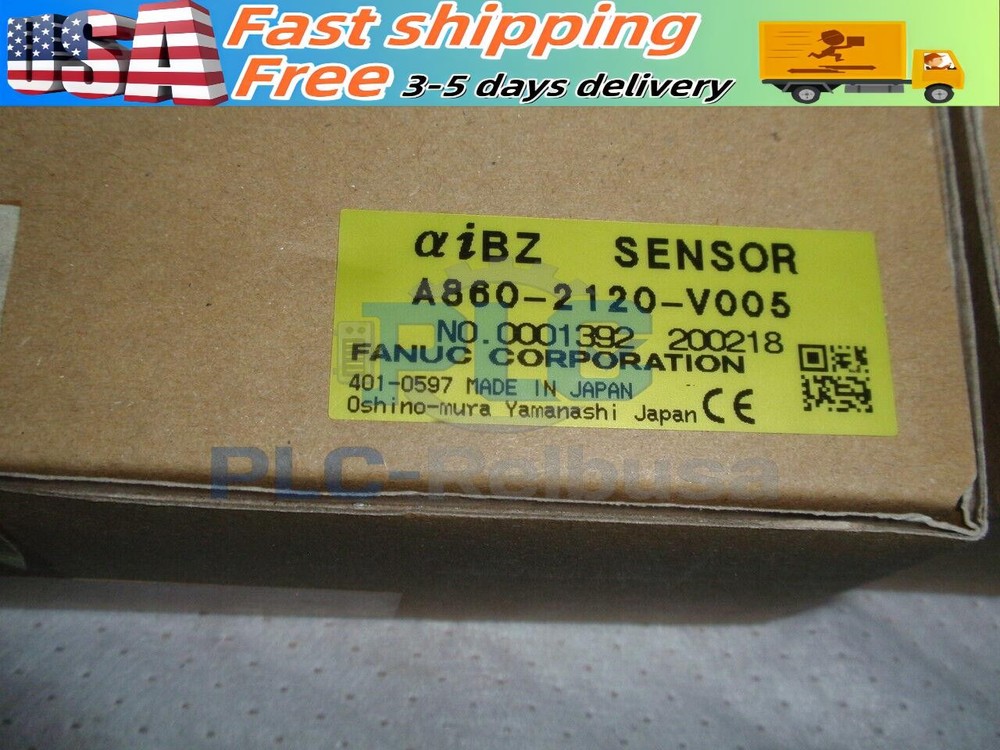 USA
Fast shipping
Free 3-5 days delivery
αiBZ SENSOR
A860-2120-V005
NO.0001392 200218
FANUC CORPORATION
401-0597 MADE IN JAPAN
Oshino-mura Yamanashi Japan CE
PLC
PLC-Relbusa